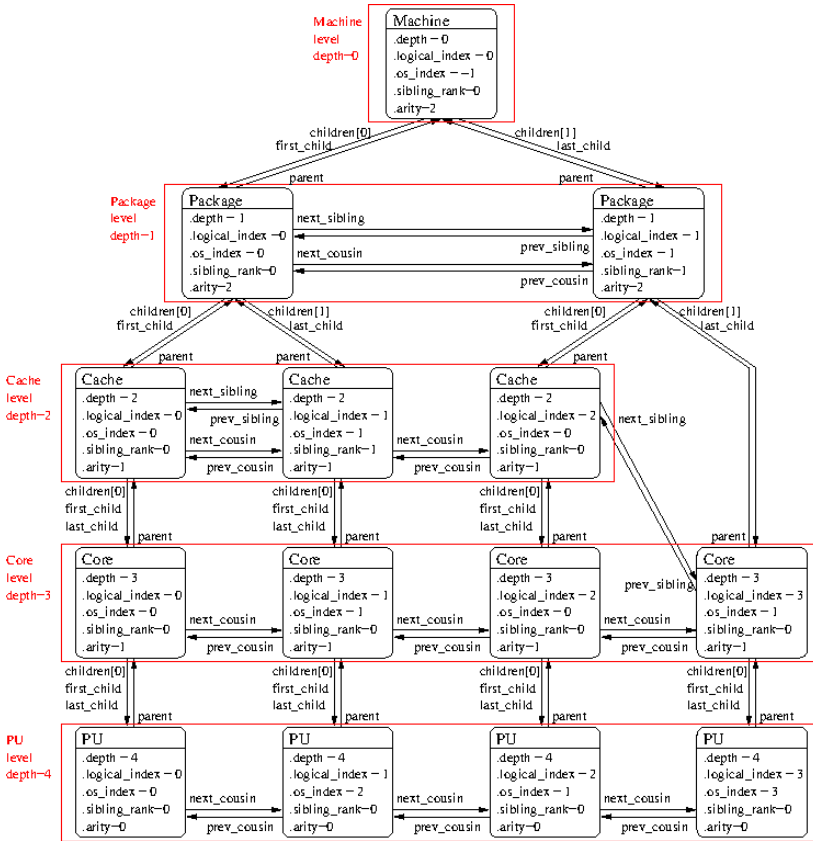 Machine
level
depth-0
Machine
.depth-0
.logical_index-0
.os_index--1
.sibling_rank-0
.arity-2
children[0]
first_child
children[1]
last_child
parent
parent
Package
level
depth-1
Package
.depth-1
.logical_index-0
.os_index-0
.sibling_rank-0
.arity-2
next_sibling
prev_sibling
next_cousin
prev_cousin
Package
.depth-1
.logical_index-1
.os_index-1
.sibling_rank-1
.arity-2
children[0]
first_child
children[1]
last_child
children[0]
first_child
children[1]
last_child
parent
parent
parent
Cache
level
depth-2
Cache
.depth-2
.logical_index-0
.os_index-0
.sibling_rank-0
.arity-1
next_sibling
prev_sibling
next_cousin
prev_cousin
Cache
.depth-2
.logical_index-1
.os_index-1
.sibling_rank-1
.arity-1
next_cousin
prev_cousin
Cache
.depth-2
.logical_index-2
.os_index-0
.sibling_rank-0
.arity-1
next_sibling
prev_sibling
children[0]
first_child
last_child
parent
children[0]
first_child
last_child
parent
children[0]
first_child
last_child
parent
parent
Core
level
depth-3
Core
.depth-3
.logical_index-0
.os_index-0
.sibling_rank-0
.arity-1
next_cousin
prev_cousin
Core
.depth-3
.logical_index-1
.os_index-1
.sibling_rank-0
.arity-1
next_cousin
prev_cousin
Core
.depth-3
.logical_index-2
.os_index-0
.sibling_rank-0
.arity-1
next_cousin
prev_cousin
Core
.depth-3
.logical_index-3
.os_index-1
.sibling_rank-0
.arity-1
children[0]
first_child
last_child
parent
children[0]
first_child
last_child
parent
children[0]
first_child
last_child
parent
children[0]
first_child
last_child
parent
PU
level
depth-4
PU
.depth-4
.logical_index-0
.os_index-0
.sibling_rank-0
.arity-0
next_cousin
prev_cousin
PU
.depth-4
.logical_index-1
.os_index-2
.sibling_rank-0
.arity-0
next_cousin
prev_cousin
PU
.depth-4
.logical_index-2
.os_index-1
.sibling_rank-0
.arity-0
next_cousin
prev_cousin
PU
.depth-4
.logical_index-3
.os_index-3
.sibling_rank-0
.arity-0